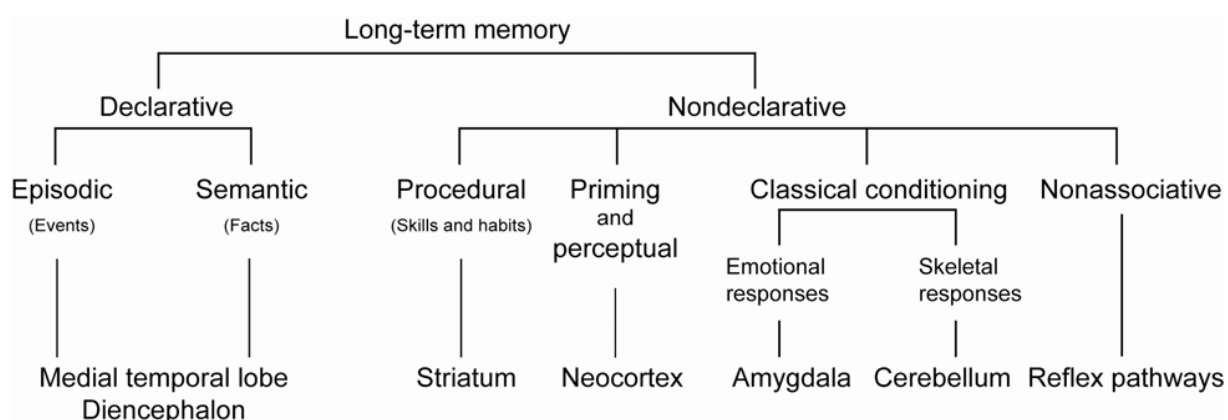 Long-term memory
Declarative
Nondeclarative
Episodic
(Events)
Semantic
(Facts)
Procedural
(Skills and habits)
Priming
and
perceptual
Classical conditioning
Nonassociative
Emotional
responses
Skeletal
responses
Medial temporal lobe
Diencephalon
Striatum
Neocortex
Amygdala
Cerebellum
Reflex pathways